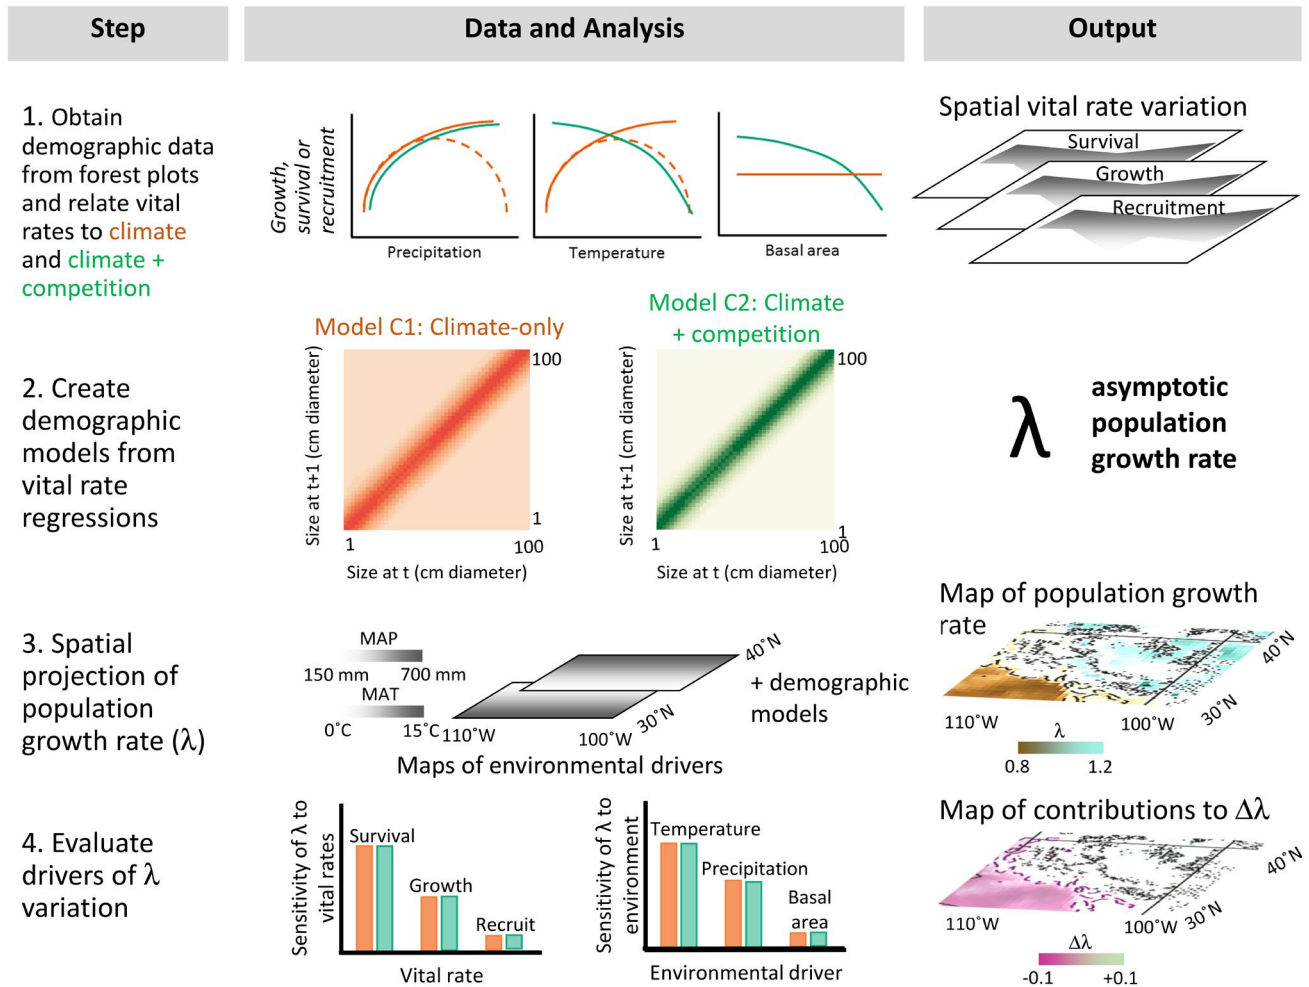 Step
Data and Analysis
Output
1. Obtain
demographic data
from forest plots
and relate vital
rates to climate
and climate +
competition
Growth,
survival or
recruitment
Precipitation
Temperature
Basal area
Spatial vital rate variation
Survival
Growth
Recruitment
2. Create
demographic
models from
vital rate
regressions
Model C1: Climate-only
Size at t+1 (cm diameter)
100
1
1
100
Size at t (cm diameter)
Model C2: Climate
+ competition
Size at t+1 (cm diameter)
100
1
1
100
Size at t (cm diameter)
λ
asymptotic
population
growth rate
3. Spatial
projection of
population
growth rate (λ)
MAP
150 mm 700 mm
MAT
0˚C 15˚C
110˚W
100˚W
30˚N
40˚N
+ demographic
models
Maps of environmental drivers
Map of population growth
rate
40˚N
30˚N
110˚W
100˚W
λ
0.8 1.2
4. Evaluate
drivers of λ
variation
Sensitivity of λ to
vital rates
Survival
Growth
Recruit
Vital rate
Sensitivity of λ to
environment
Temperature
Precipitation
Basal
area
Environmental driver
Map of contributions to Δλ
40˚N
30˚N
110˚W
100˚W
Δλ
-0.1 +0.1